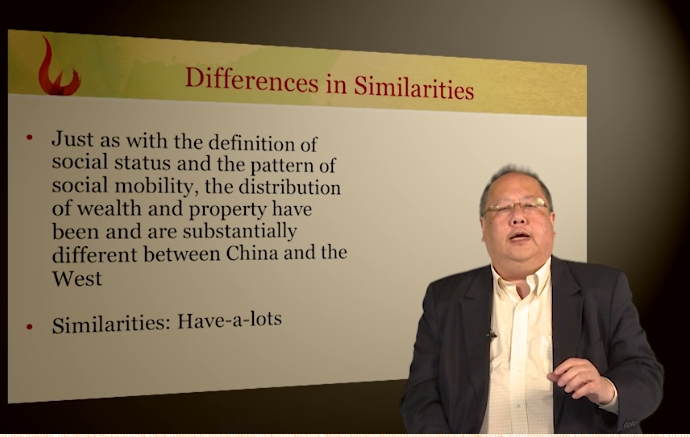 Differences in Similarities
Just as with the definition of
social status and the pattern of
social mobility, the distribution
of wealth and property have
been and are substantially
different between China and the
West
Similarities: Have-a-lots